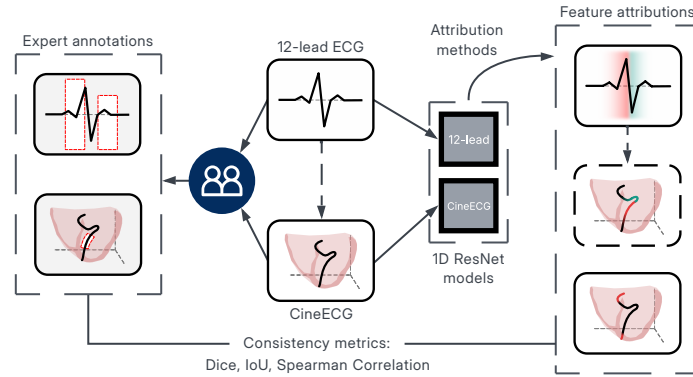 Feature attributions
Expert annotations
12-lead ECG
Attribution
methods
12-lead
CineECG
1D ResNet
models
CineECG
Consistency metrics:
Dice, IoU, Spearman Correlation